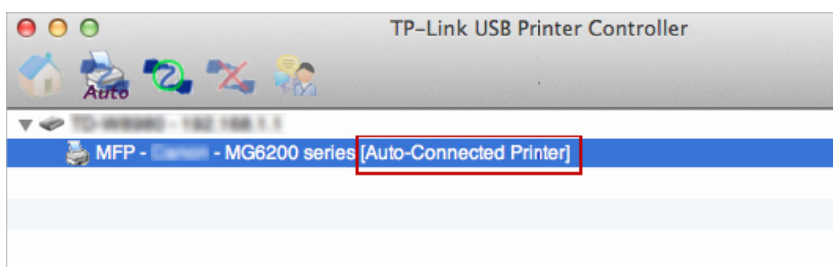 TP-Link USB Printer Controller
Auto
MFP - - MG6200 series [Auto-Connected Printer]